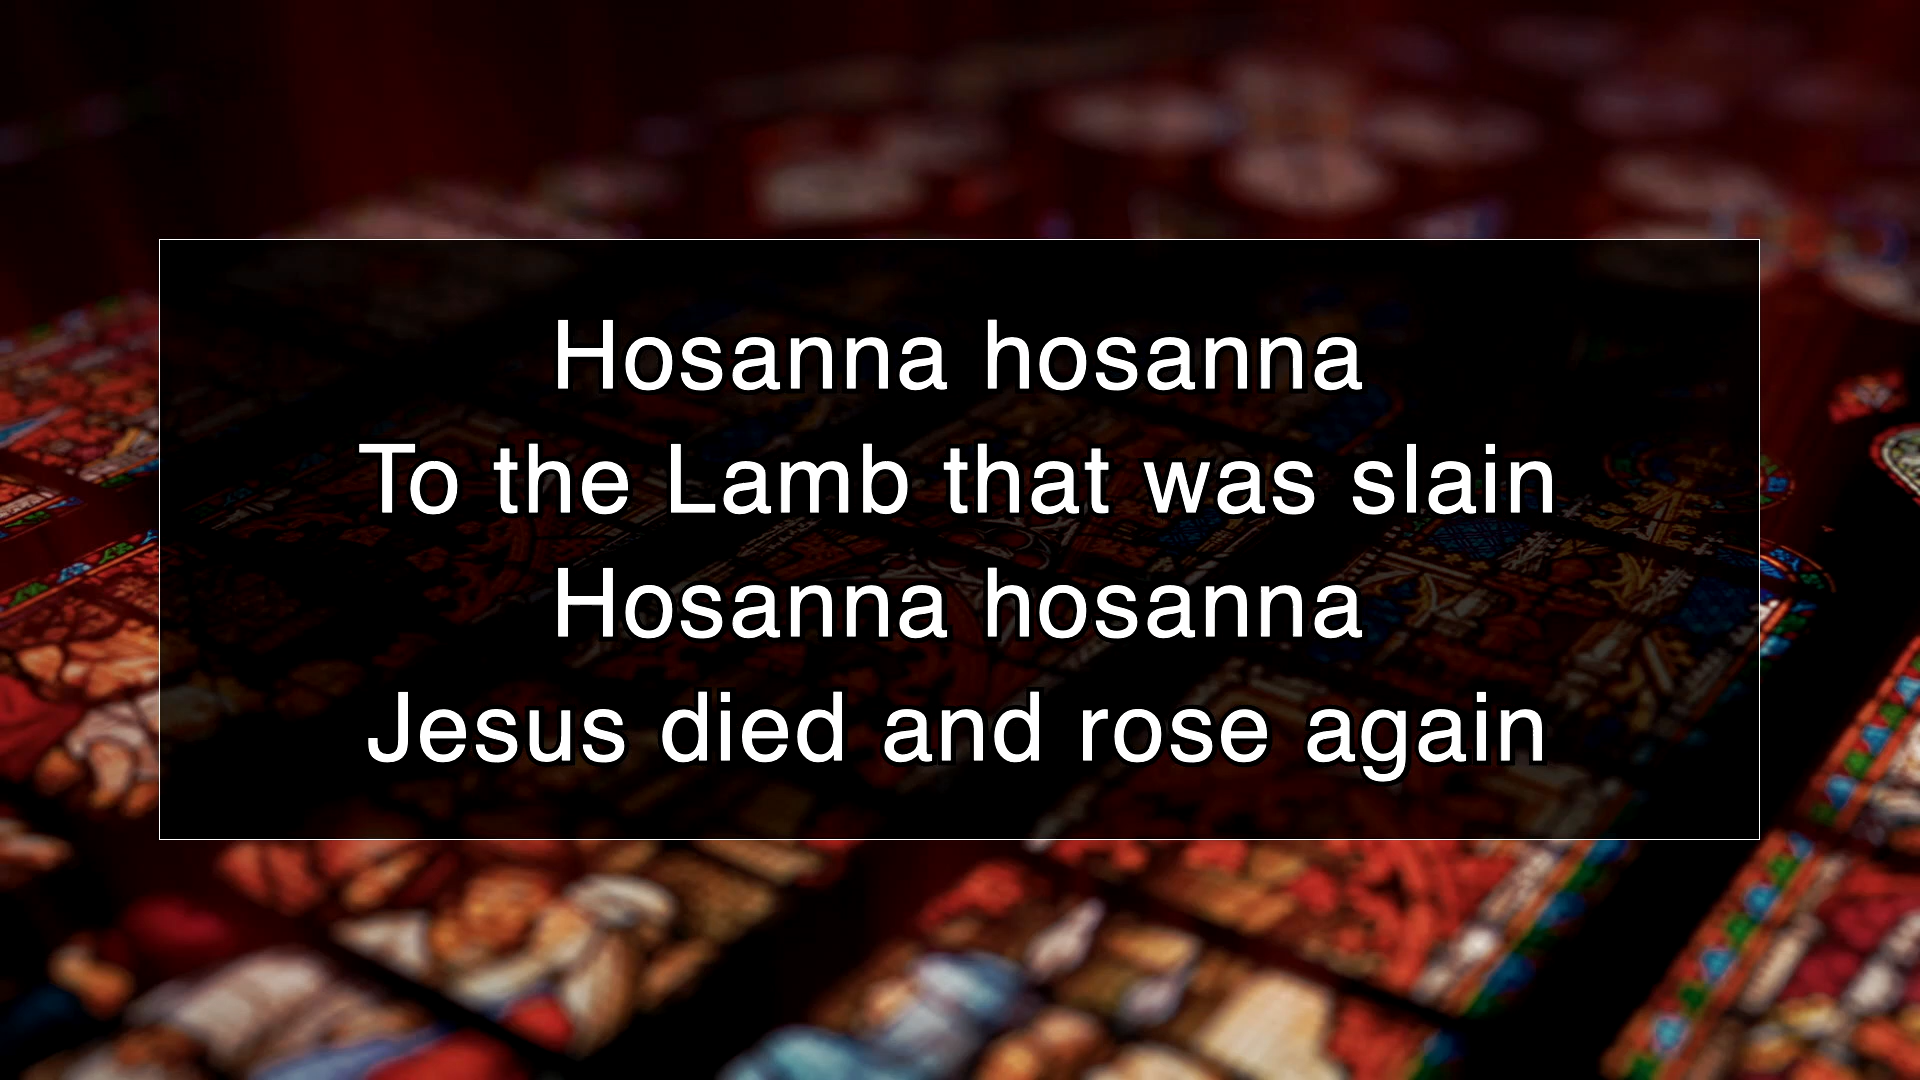 Hosanna hosanna
To the Lamb that was slain
Hosanna hosanna
Jesus died and rose again